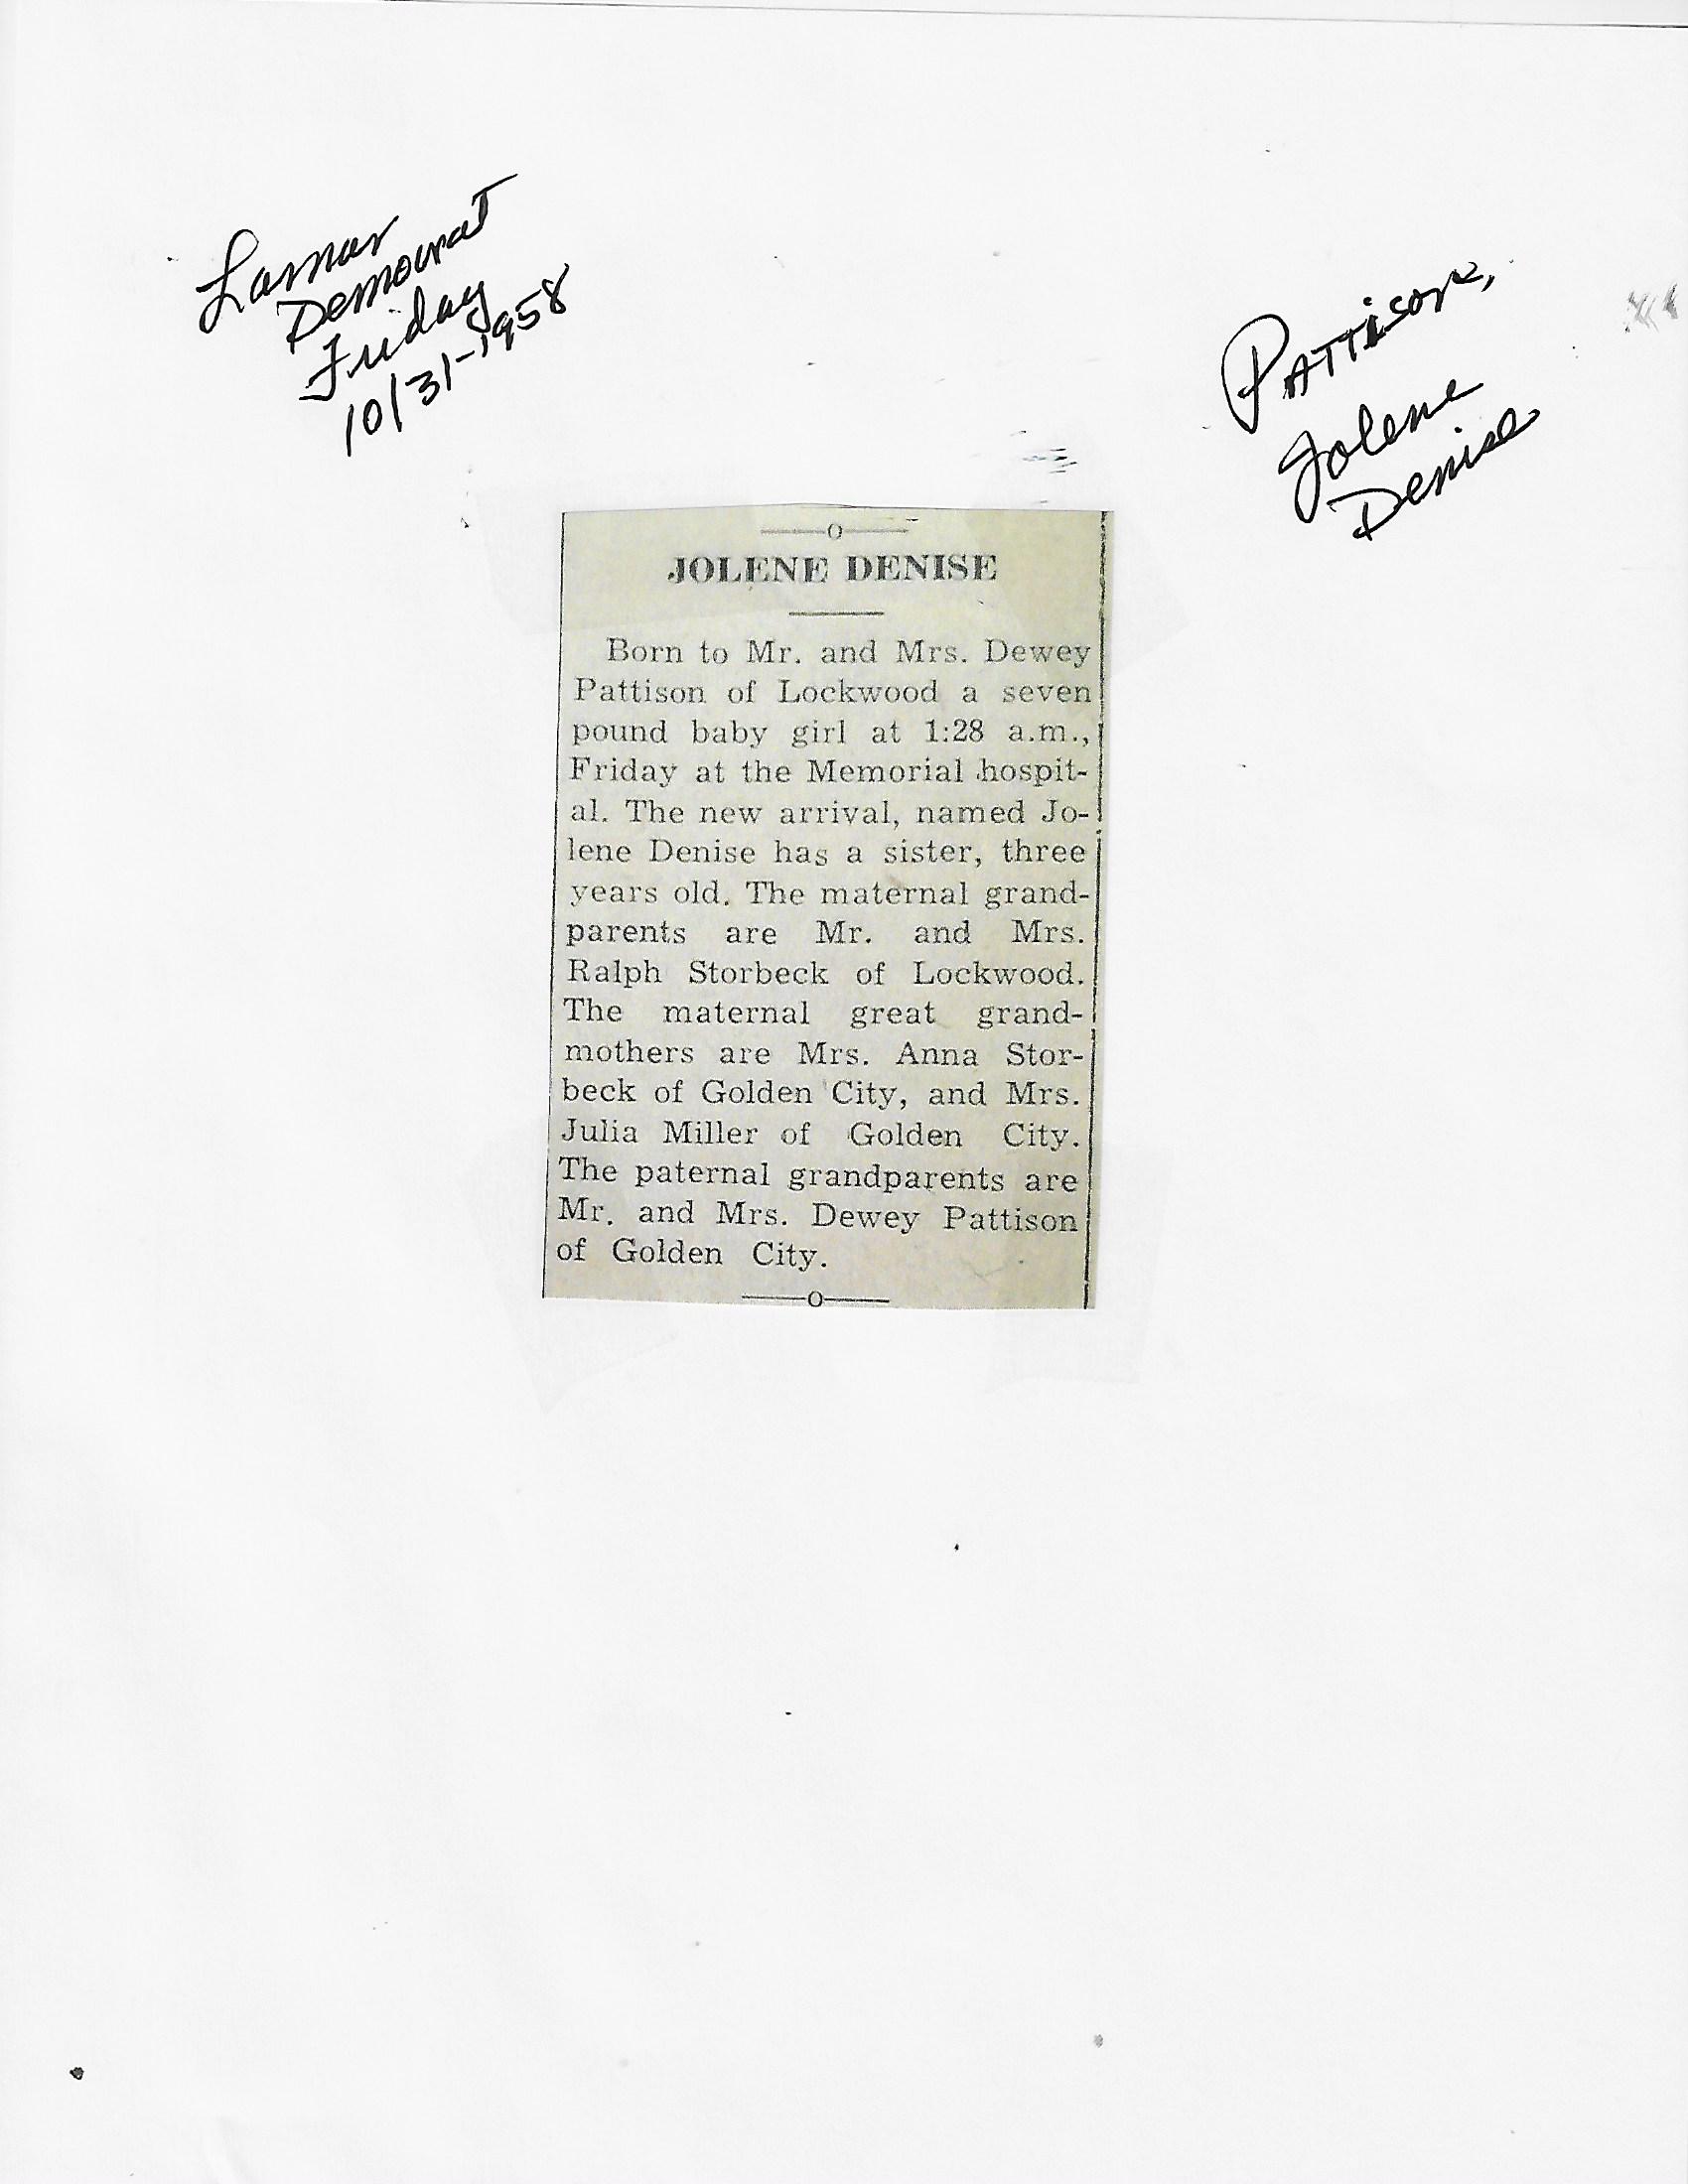 Lamar
Democrat
Friday
10/31-1958
Pattison,
Jolene
Denise
JOLENE DENISE
Born to Mr. and Mrs. Dewey
Pattison of Lockwood a seven
pound baby girl at 1:28 a.m.,
Friday at the Memorial hospit-
al. The new arrival, named Jo-
lene Denise has a sister, three
years old. The maternal grand-
parents are Mr. and Mrs.
Ralph Storbeck of Lockwood.
The maternal great grand-
mothers are Mrs. Anna Stor-
beck of Golden City, and Mrs.
Julia Miller of Golden City.
The paternal grandparents are
Mr. and Mrs. Dewey Pattison
of Golden City.